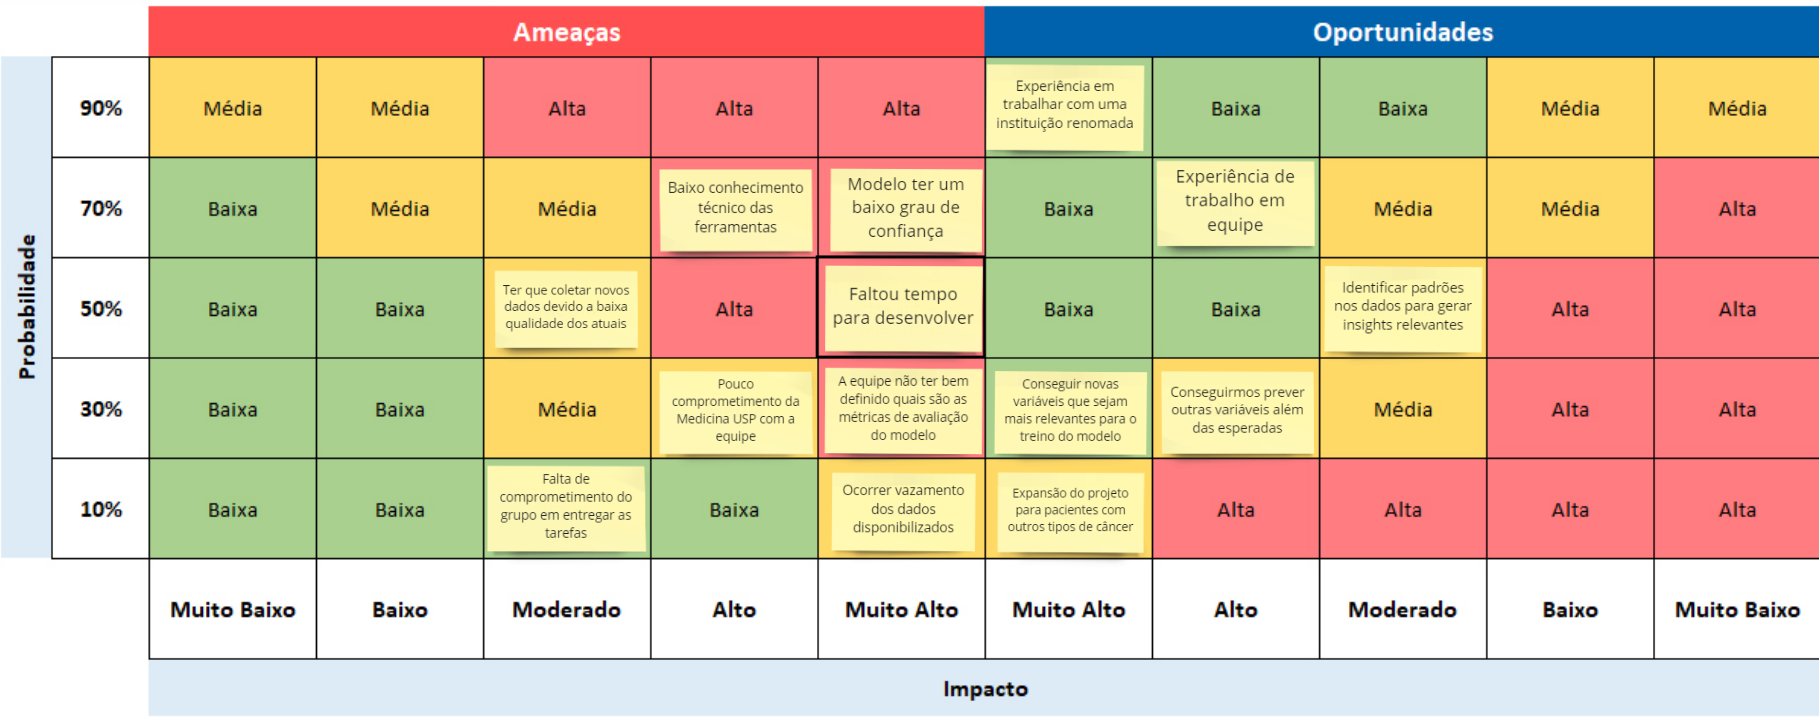 Ameaças
Oportunidades
Probabilidade
90%
Média
Média
Alta
Alta
Alta
Experiência em
trabalhar com uma
instituição renomada
Baixa
Baixa
Média
Média
70%
Baixa
Média
Média
Baixo conhecimento
técnico das
ferramentas
Modelo ter um
baixo grau de
confiança
Baixa
Experiência de
trabalho em
equipe
Média
Média
Alta
50%
Baixa
Baixa
Ter que coletar novos
dados devido a baixa
qualidade dos atuais
Alta
Faltou tempo
para desenvolver
Baixa
Baixa
Identificar padrões
nos dados para gerar
insights relevantes
Alta
Alta
30%
Baixa
Baixa
Média
Pouco
comprometimento da
Medicina USP com a
equipe
A equipe não ter bem
definido quais são as
métricas de avaliação
do modelo
Conseguir novas
variáveis que sejam
mais relevantes para o
treino do modelo
Conseguirmos prever
outras variáveis além
das esperadas
Média
Alta
Alta
10%
Baixa
Baixa
Falta de
comprometimento do
grupo em entregar as
tarefas
Baixa
Ocorrer vazamento
dos dados
disponibilizados
Expansão do projeto
para pacientes com
outros tipos de câncer
Alta
Alta
Alta
Alta
Muito Baixo
Baixo
Moderado
Alto
Muito Alto
Muito Alto
Alto
Moderado
Baixo
Muito Baixo
Impacto